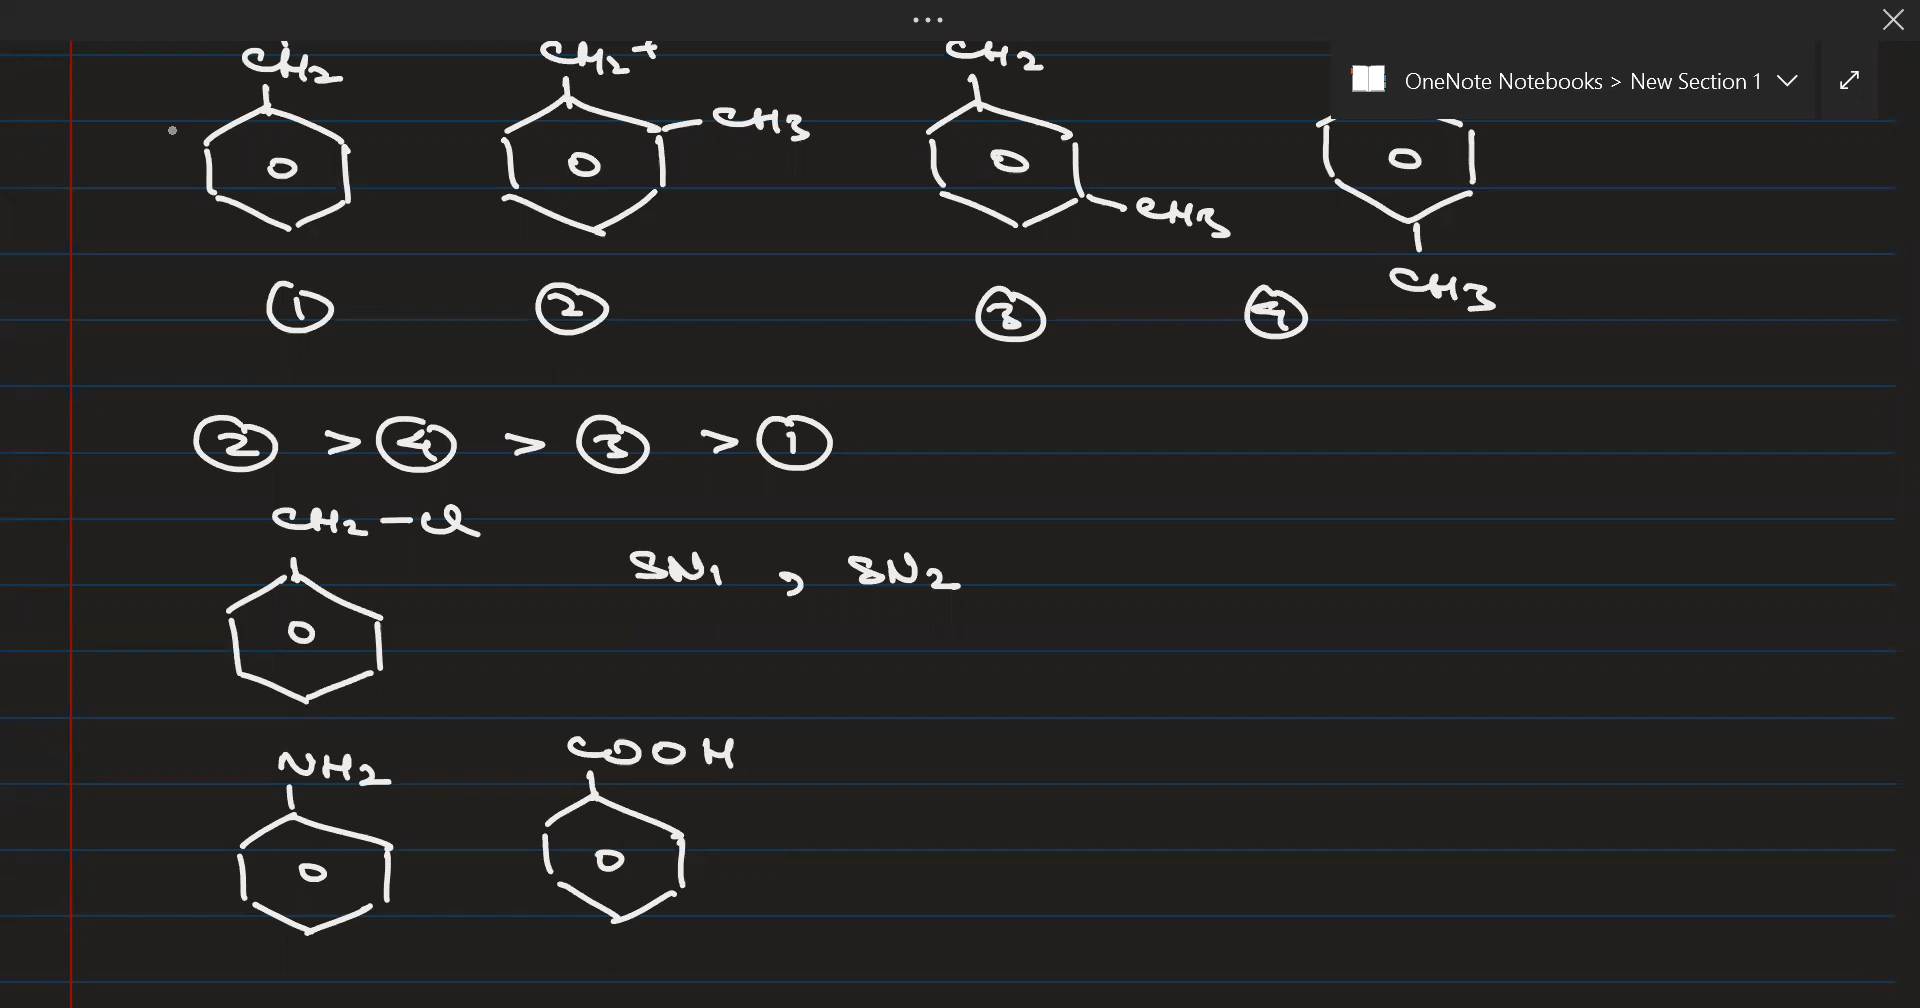 OneNote Notebooks > New Section 1
CH2 CH2+ CH2
CH3
CH3
CH3
① ② ③ ④
② > ④ > ③ > ①
CH2-Cl
SN1 , SN2
NH2 COOH